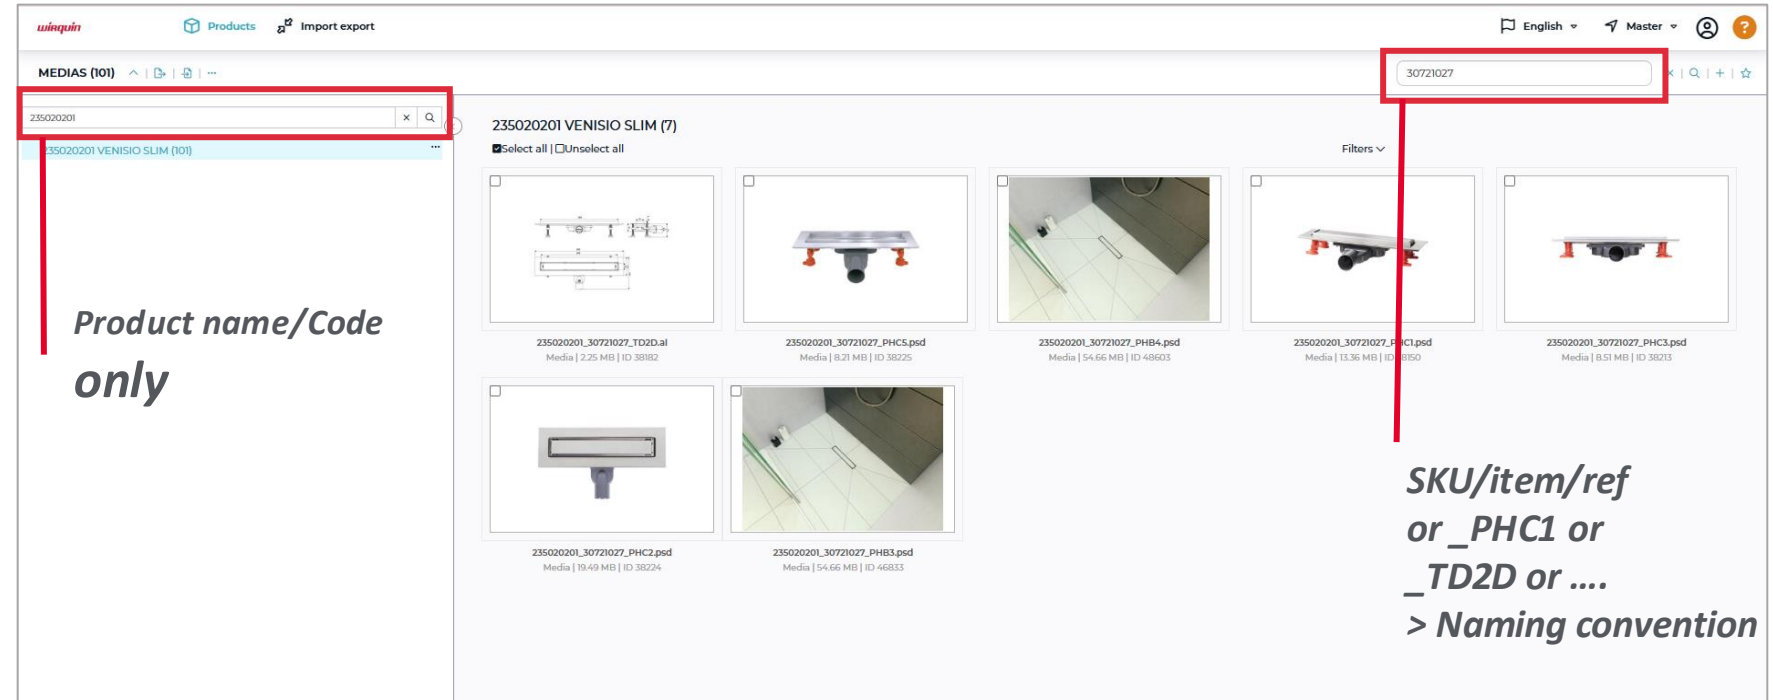 wirquin
Products
Import export
English
Master
?
MEDIAS (101)
30721027
235020201
235020201 VENISIO SLIM (101)
235020201 VENISIO SLIM (7)
Select all | Unselect all
Filters
235020201_30721027_TD2D.ai
Media | 2.25 MB | ID 38182
235020201_30721027_PHC5.psd
Media | 8.21 MB | ID 38225
235020201_30721027_PHB4.psd
Media | 54.66 MB | ID 48603
235020201_30721027_PHC1.psd
Media | 13.36 MB |
235020201_30721027_PHC3.psd
Media | 8.51 MB | ID 38213
235020201_30721027_PHC2.psd
Media | 19.49 MB | ID 38224
235020201_30721027_PHB3.psd
Media | 54.66 MB | ID 46833
Product name/Code
only
SKU/item/ref
or _PHC1 or
_TD2D or ....
> Naming convention